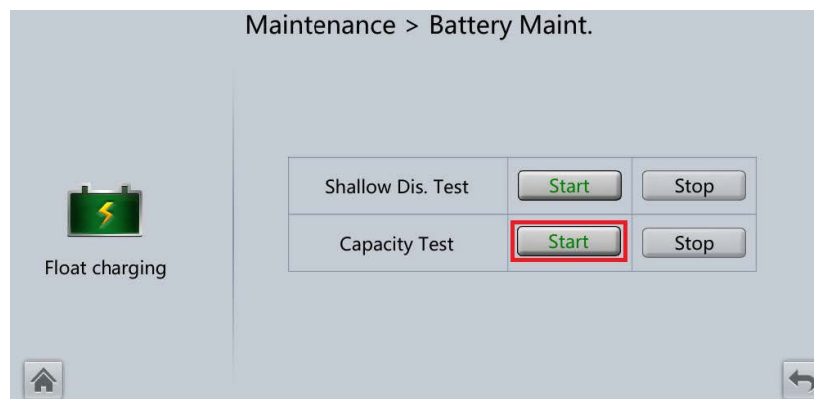 Maintenance > Battery Maint.
Shallow Dis. Test Start Stop
Capacity Test Start Stop
Float charging